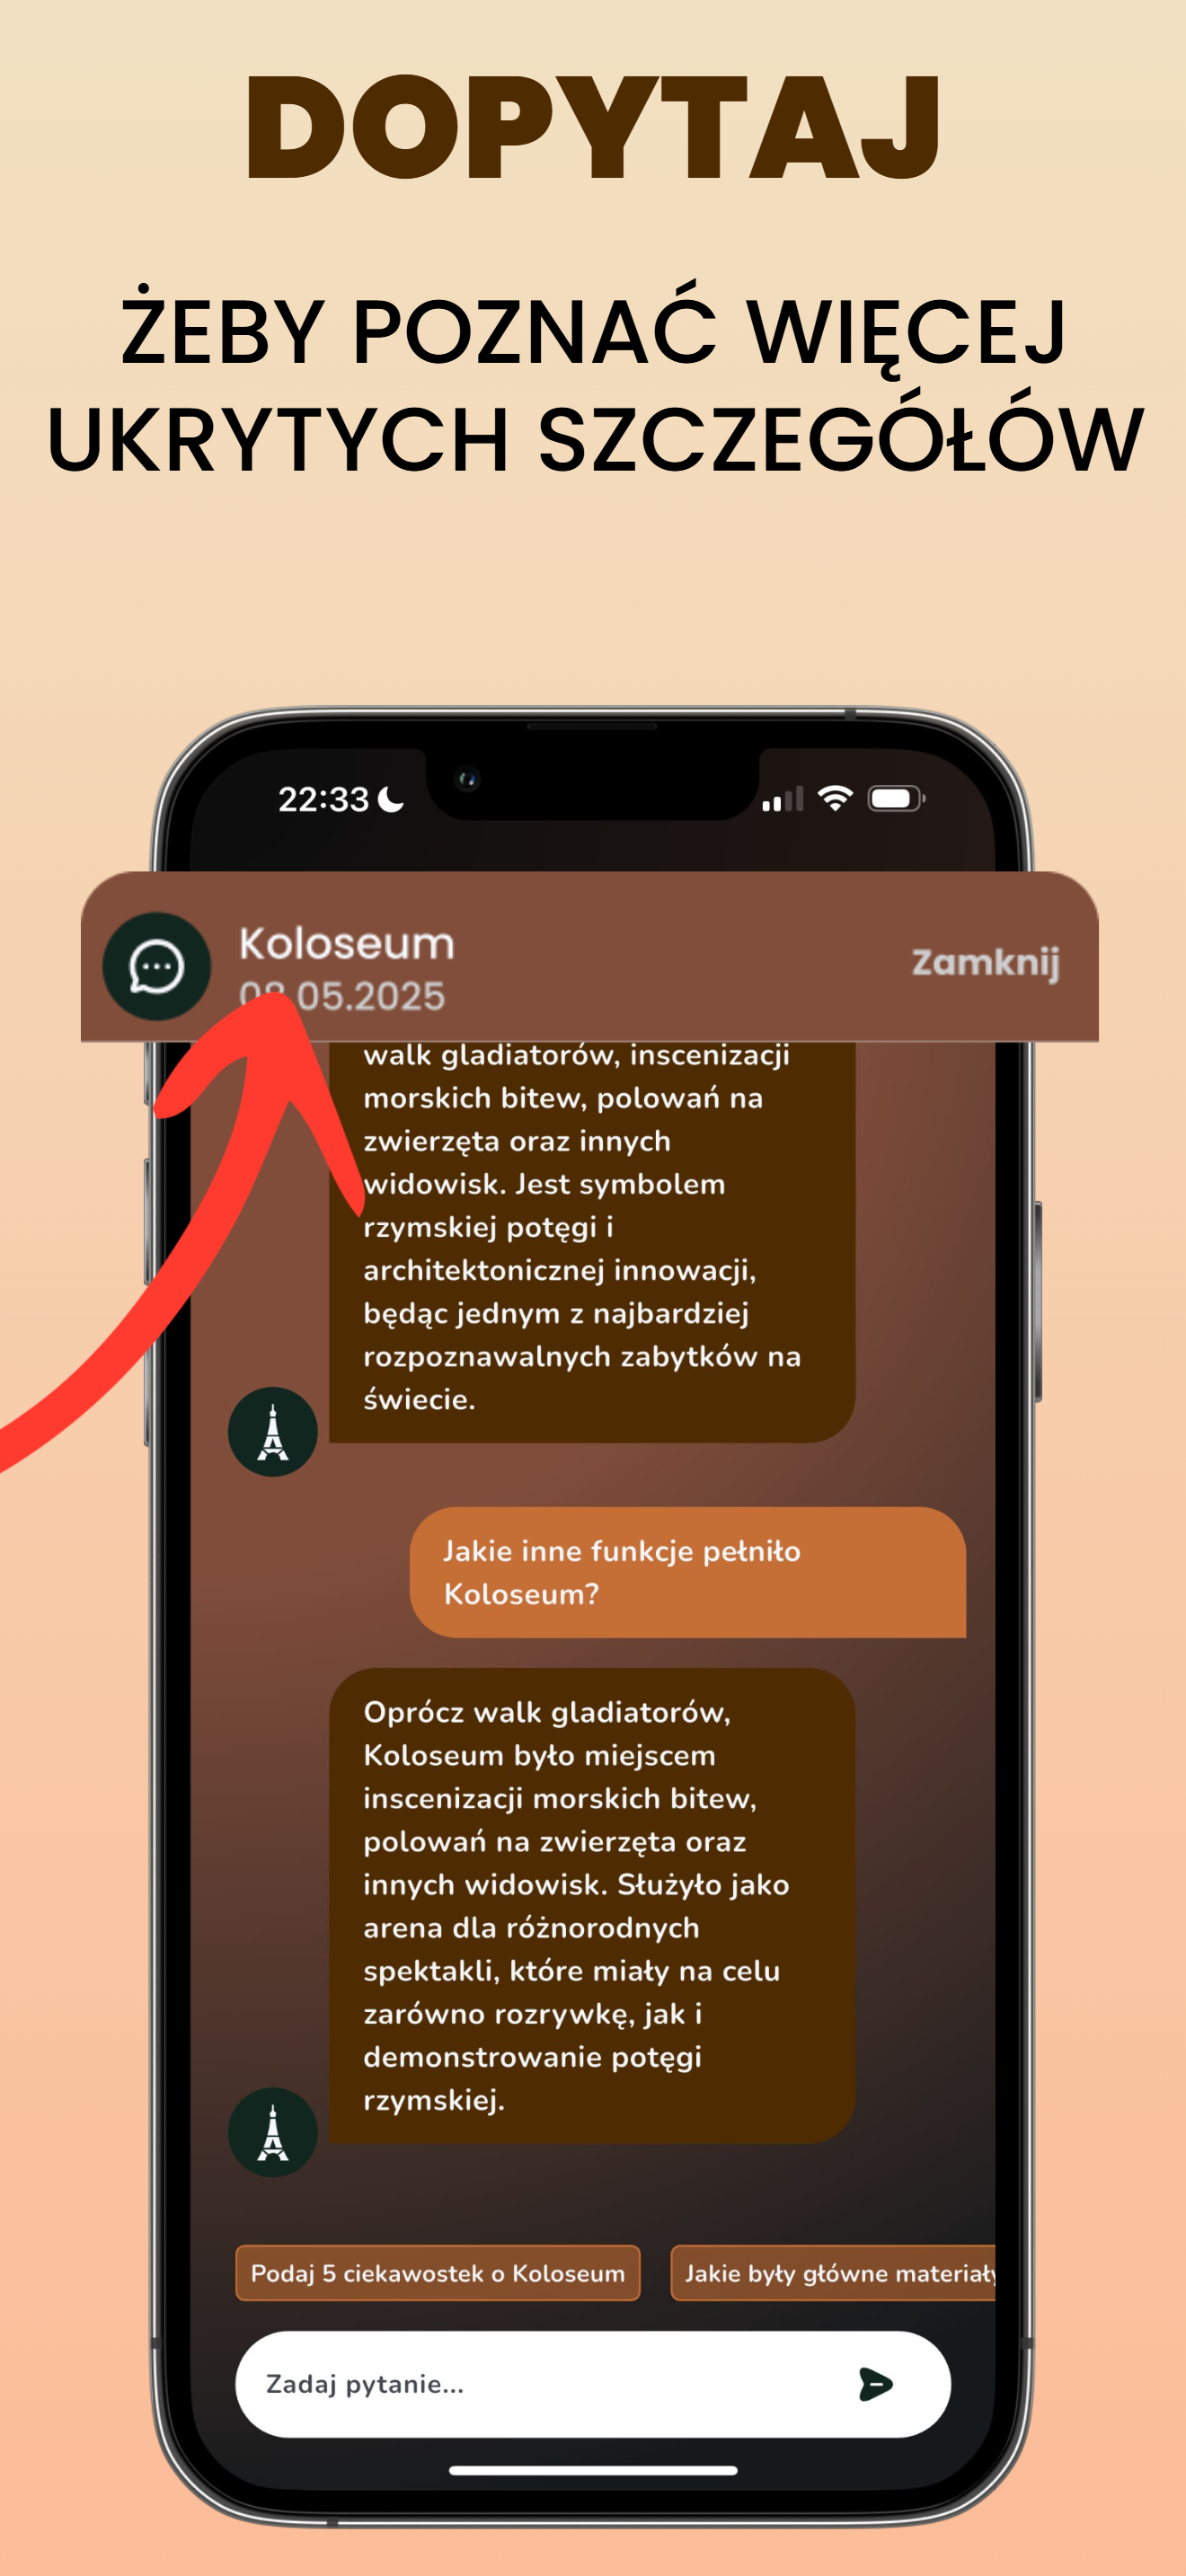 DOPYTAJ
ŻEBY POZNAĆ WIĘCEJ
UKRYTYCH SZCZEGÓŁÓW
22:33
Koloseum
08.05.2025
Zamknij
walk gladiatorów, inscenizacji
morskich bitew, polowań na
zwierzęta oraz innych
widowisk. Jest symbolem
rzymskiej potęgi i
architektonicznej innowacji,
będąc jednym z najbardziej
rozpoznawalnych zabytków na
świecie.
Jakie inne funkcje pełniło
Koloseum?
Oprócz walk gladiatorów,
Koloseum było miejscem
inscenizacji morskich bitew,
polowań na zwierzęta oraz
innych widowisk. Służyło jako
arena dla różnorodnych
spektakli, które miały na celu
zarówno rozrywkę, jak i
demonstrowanie potęgi
rzymskiej.
Podaj 5 ciekawostek o Koloseum
Jakie były główne materiały
Zadaj pytanie...